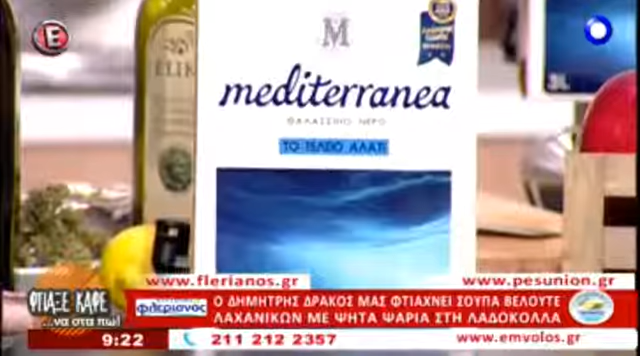 E
M
ELIK
mediterranea
ΘΑΛΑΣΣΙΝΟ ΝΕΡΟ
ΤΟ ΤΕΛΕΙΟ ΑΛΑΤΙ
3L
www.flerianos.gr
www.pesunion.gr
ΦΤΙΑΞΕ ΚΑΦΕ
...να στα πω!
φλεριανος
Ο ΔΗΜΗΤΡΗΣ ΔΡΑΚΟΣ ΜΑΣ ΦΤΙΑΧΝΕΙ ΣΟΥΠΑ ΒΕΛΟΥΤΕ
ΛΑΧΑΝΙΚΩΝ ΜΕ ΨΗΤΑ ΨΑΡΙΑ ΣΤΗ ΛΑΔΟΚΟΛΛΑ
9:22
211 212 2357
www.emvolos.gr